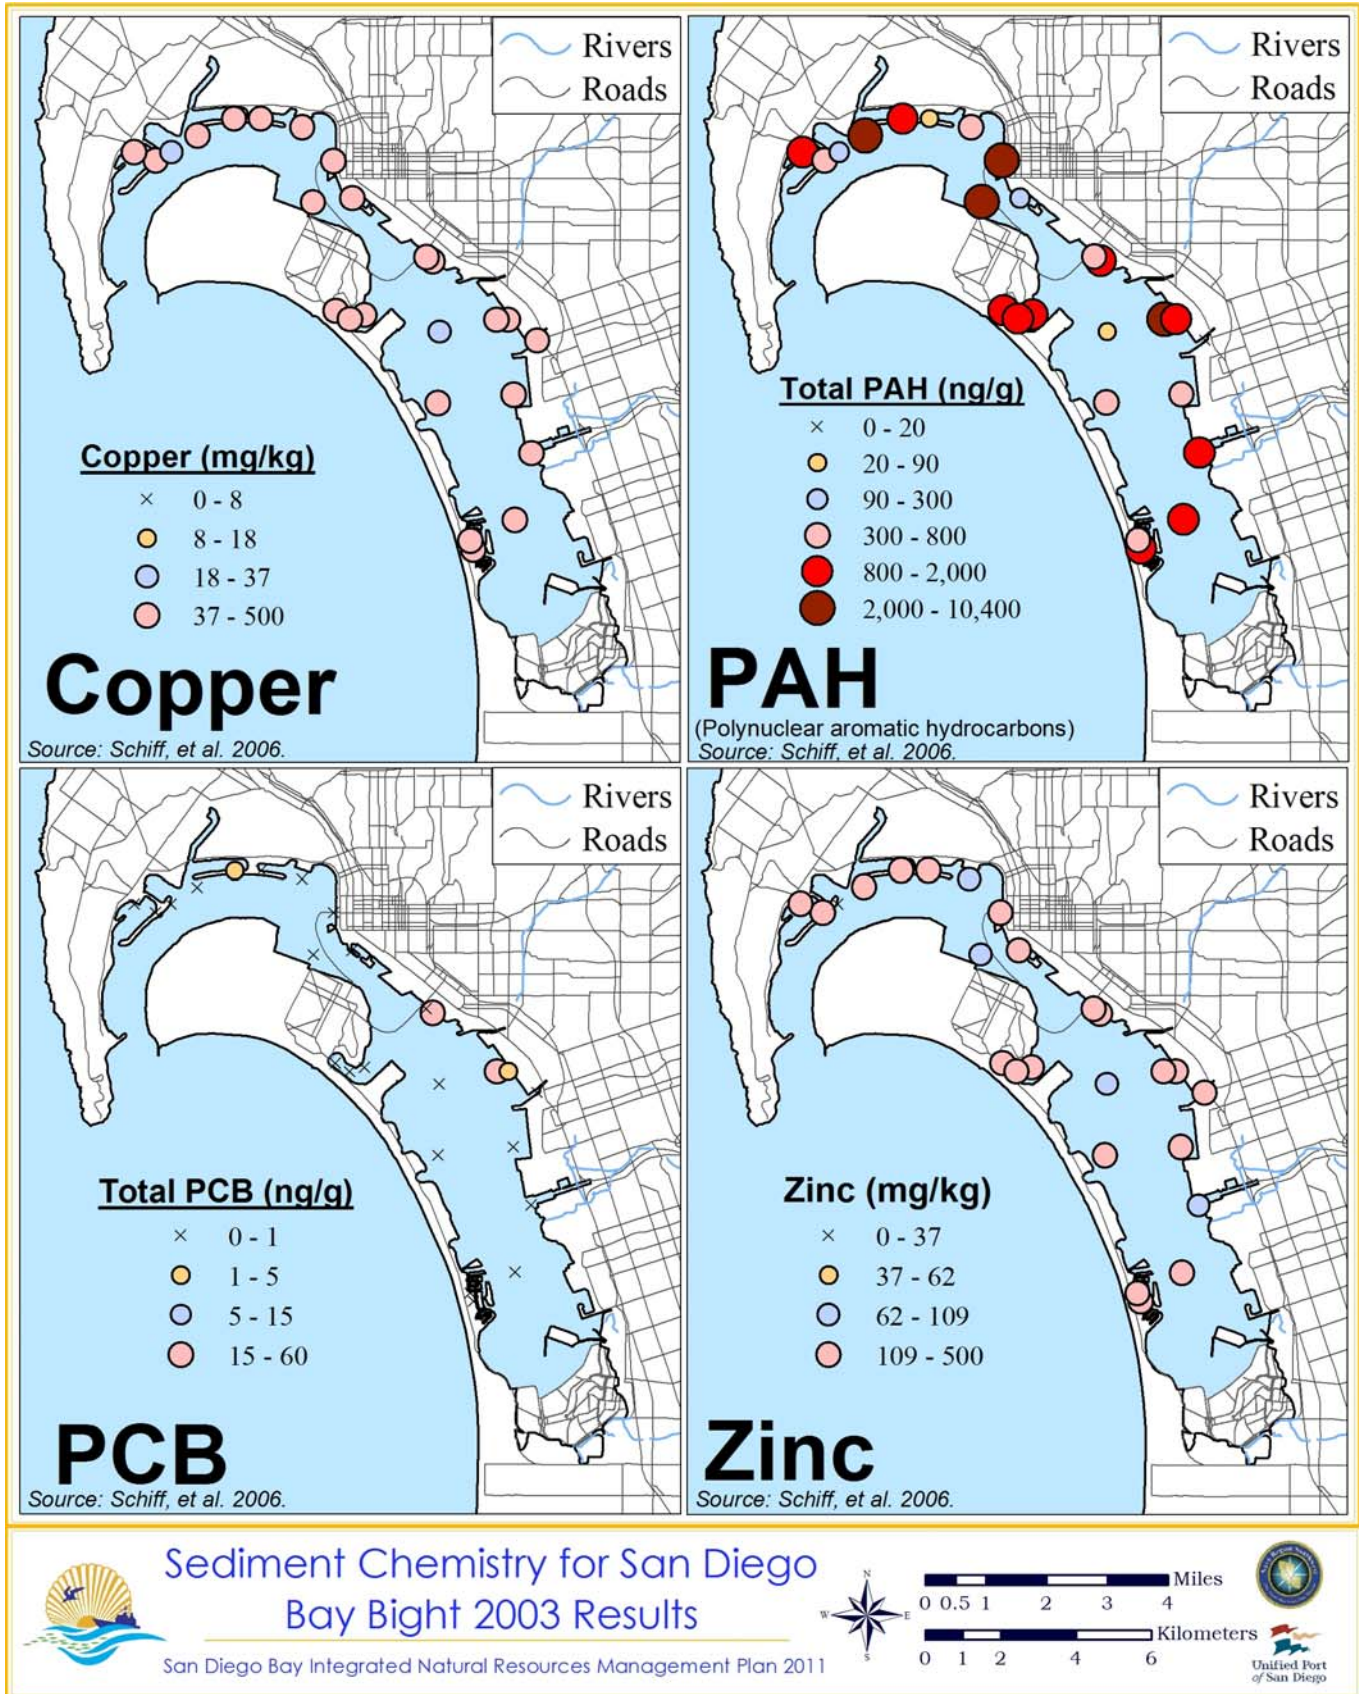 Rivers
Roads
Copper (mg/kg)
× 0 - 8
8 - 18
18 - 37
37 - 500
Copper
Source: Schiff, et al. 2006.
Rivers
Roads
Total PAH (ng/g)
× 0 - 20
20 - 90
90 - 300
300 - 800
800 - 2,000
2,000 - 10,400
PAH
(Polynuclear aromatic hydrocarbons)
Source: Schiff, et al. 2006.
Rivers
Roads
Total PCB (ng/g)
× 0 - 1
1 - 5
5 - 15
15 - 60
PCB
Source: Schiff, et al. 2006.
Rivers
Roads
Zinc (mg/kg)
× 0 - 37
37 - 62
62 - 109
109 - 500
Zinc
Source: Schiff, et al. 2006.
Sediment Chemistry for San Diego
Bay Bight 2003 Results
San Diego Bay Integrated Natural Resources Management Plan 2011
N
W E
S
Miles
0 0.5 1 2 3 4
Kilometers
0 1 2 4 6
Unified Port
of San Diego